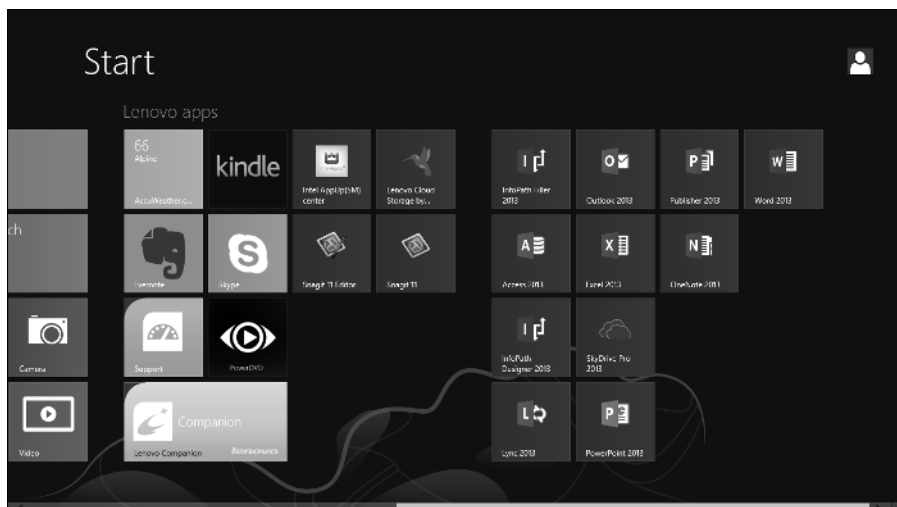 Start
Lenovo apps
66
Alpine
AccuWeather.c...
kindle
Intel AppUp(SM)
center
Lenovo Cloud
Storage by...
InfoPath Filler
2013
Outlook 2013
Publisher 2013
Word 2013
ch
Evernote
Skype
Snagit 11 Editor
Snagit 11
Access 2013
Excel 2013
OneNote 2013
Camera
Support
PowerDVD
InfoPath
Designer 2013
SkyDrive Pro
2013
Video
Companion
Lenovo Companion
lenovo
Lync 2013
PowerPoint 2013